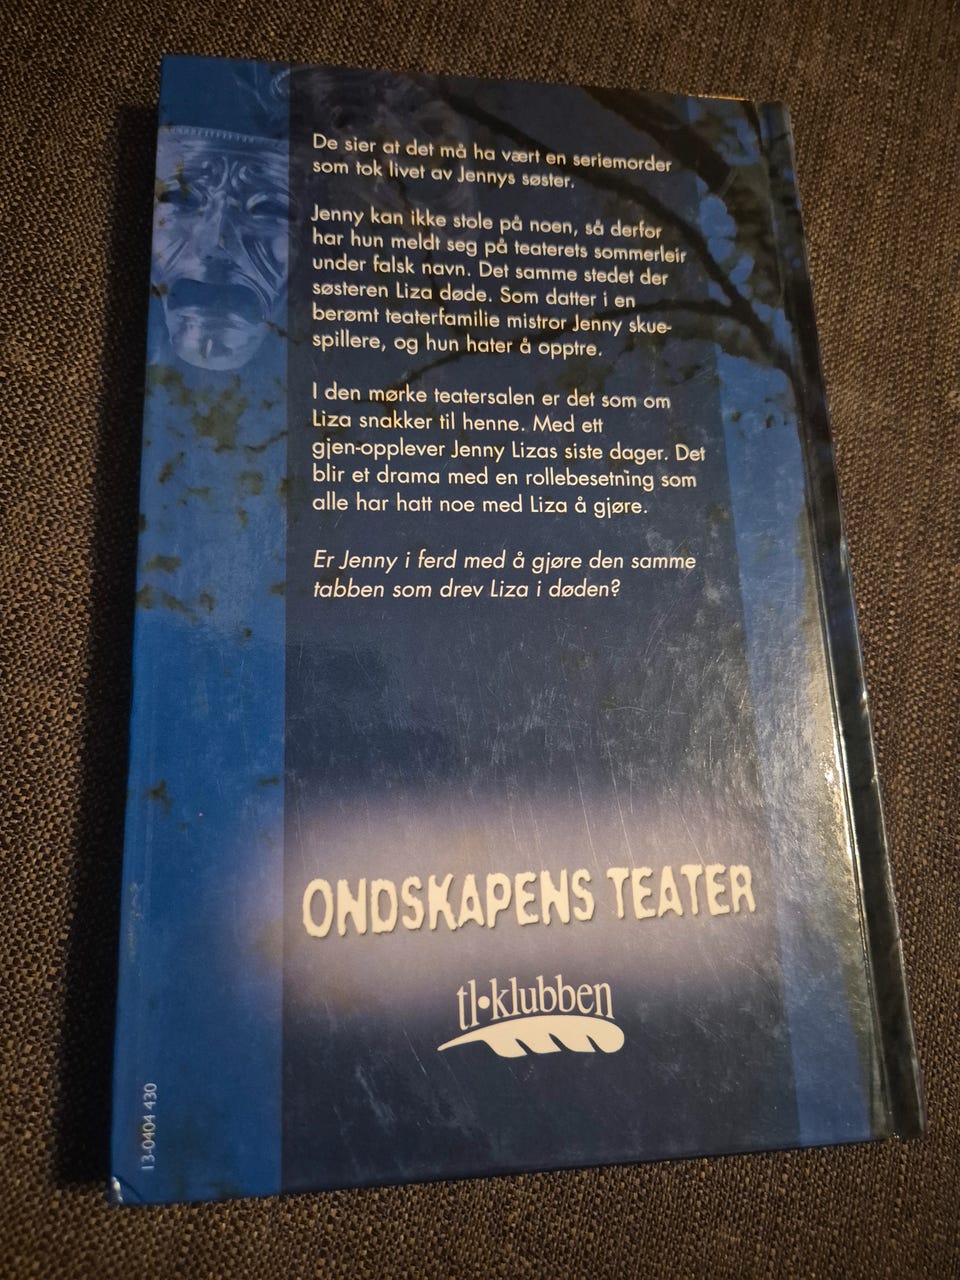 De sier at det må ha vært en seriemorder
som tok livet av Jennys søster.
Jenny kan ikke stole på noen, så derfor
har hun meldt seg på teaterets sommerleir
under falsk navn. Det samme stedet der
søsteren Liza døde. Som datter i en
berømt teaterfamilie mistror Jenny skue-
spillere, og hun hater å opptre.
I den mørke teatersalen er det som om
Liza snakker til henne. Med ett
gjen-opplever Jenny Lizas siste dager. Det
blir et drama med en rollebesetning som
alle har hatt noe med Liza å gjøre.
Er Jenny i ferd med å gjøre den samme
tabben som drev Liza i døden?
ONDSKAPENS TEATER
tl•klubben
13-0404 430